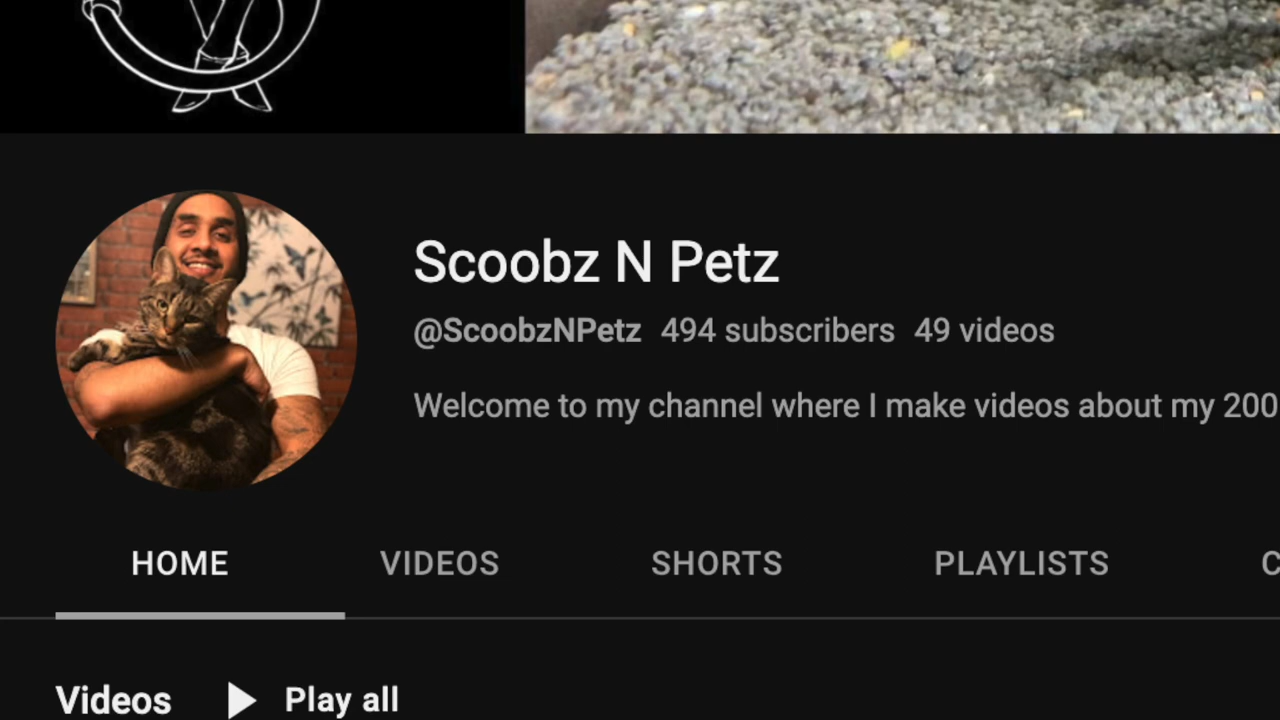 Scoobz N Petz
@ScoobzNPetz 494 subscribers 49 videos
Welcome to my channel where I make videos about my 200
HOME VIDEOS SHORTS PLAYLISTS C
Videos Play all